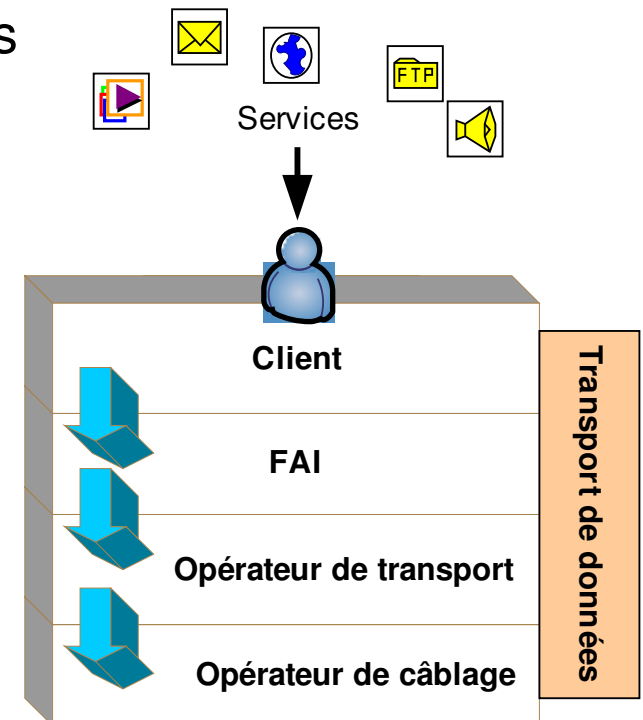 s
FTP
Services
Client
FAI
Opérateur de transport
Opérateur de câblage
Transport de données